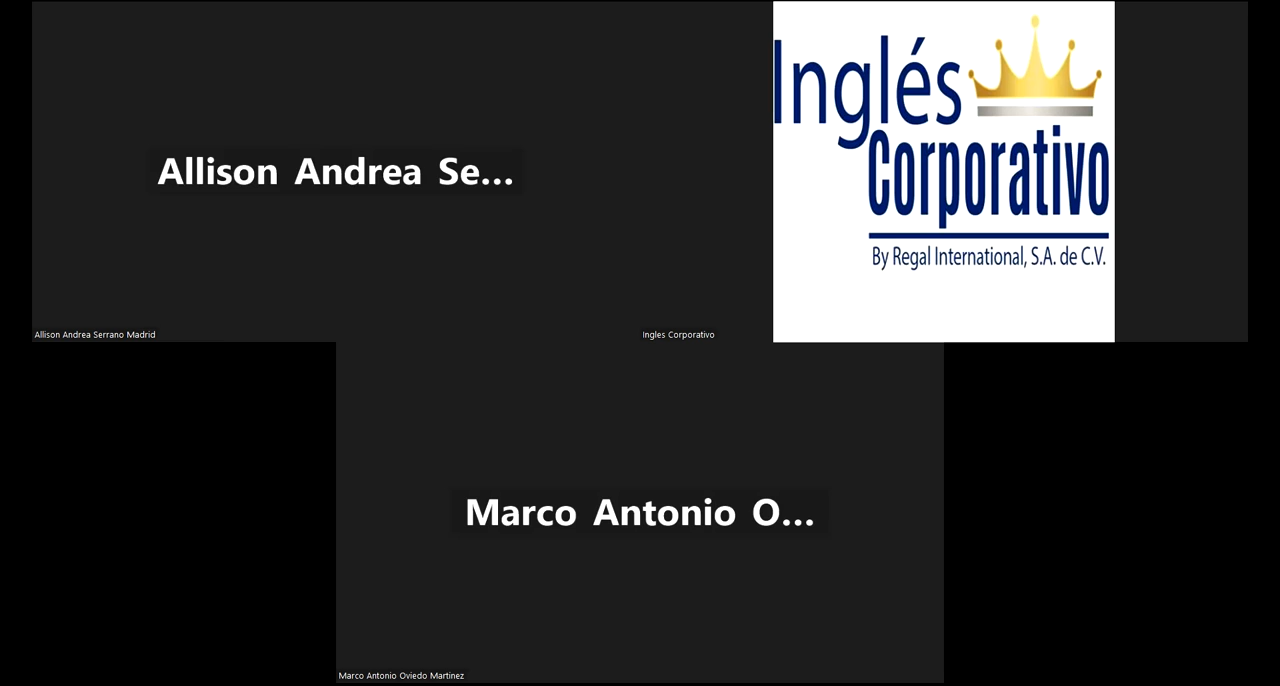 Allison Andrea Se...
Allison Andrea Serrano Madrid
Inglés
Corporativo
By Regal International, S.A. de C.V.
Ingles Corporativo
Marco Antonio O...
Marco Antonio Oviedo Martinez